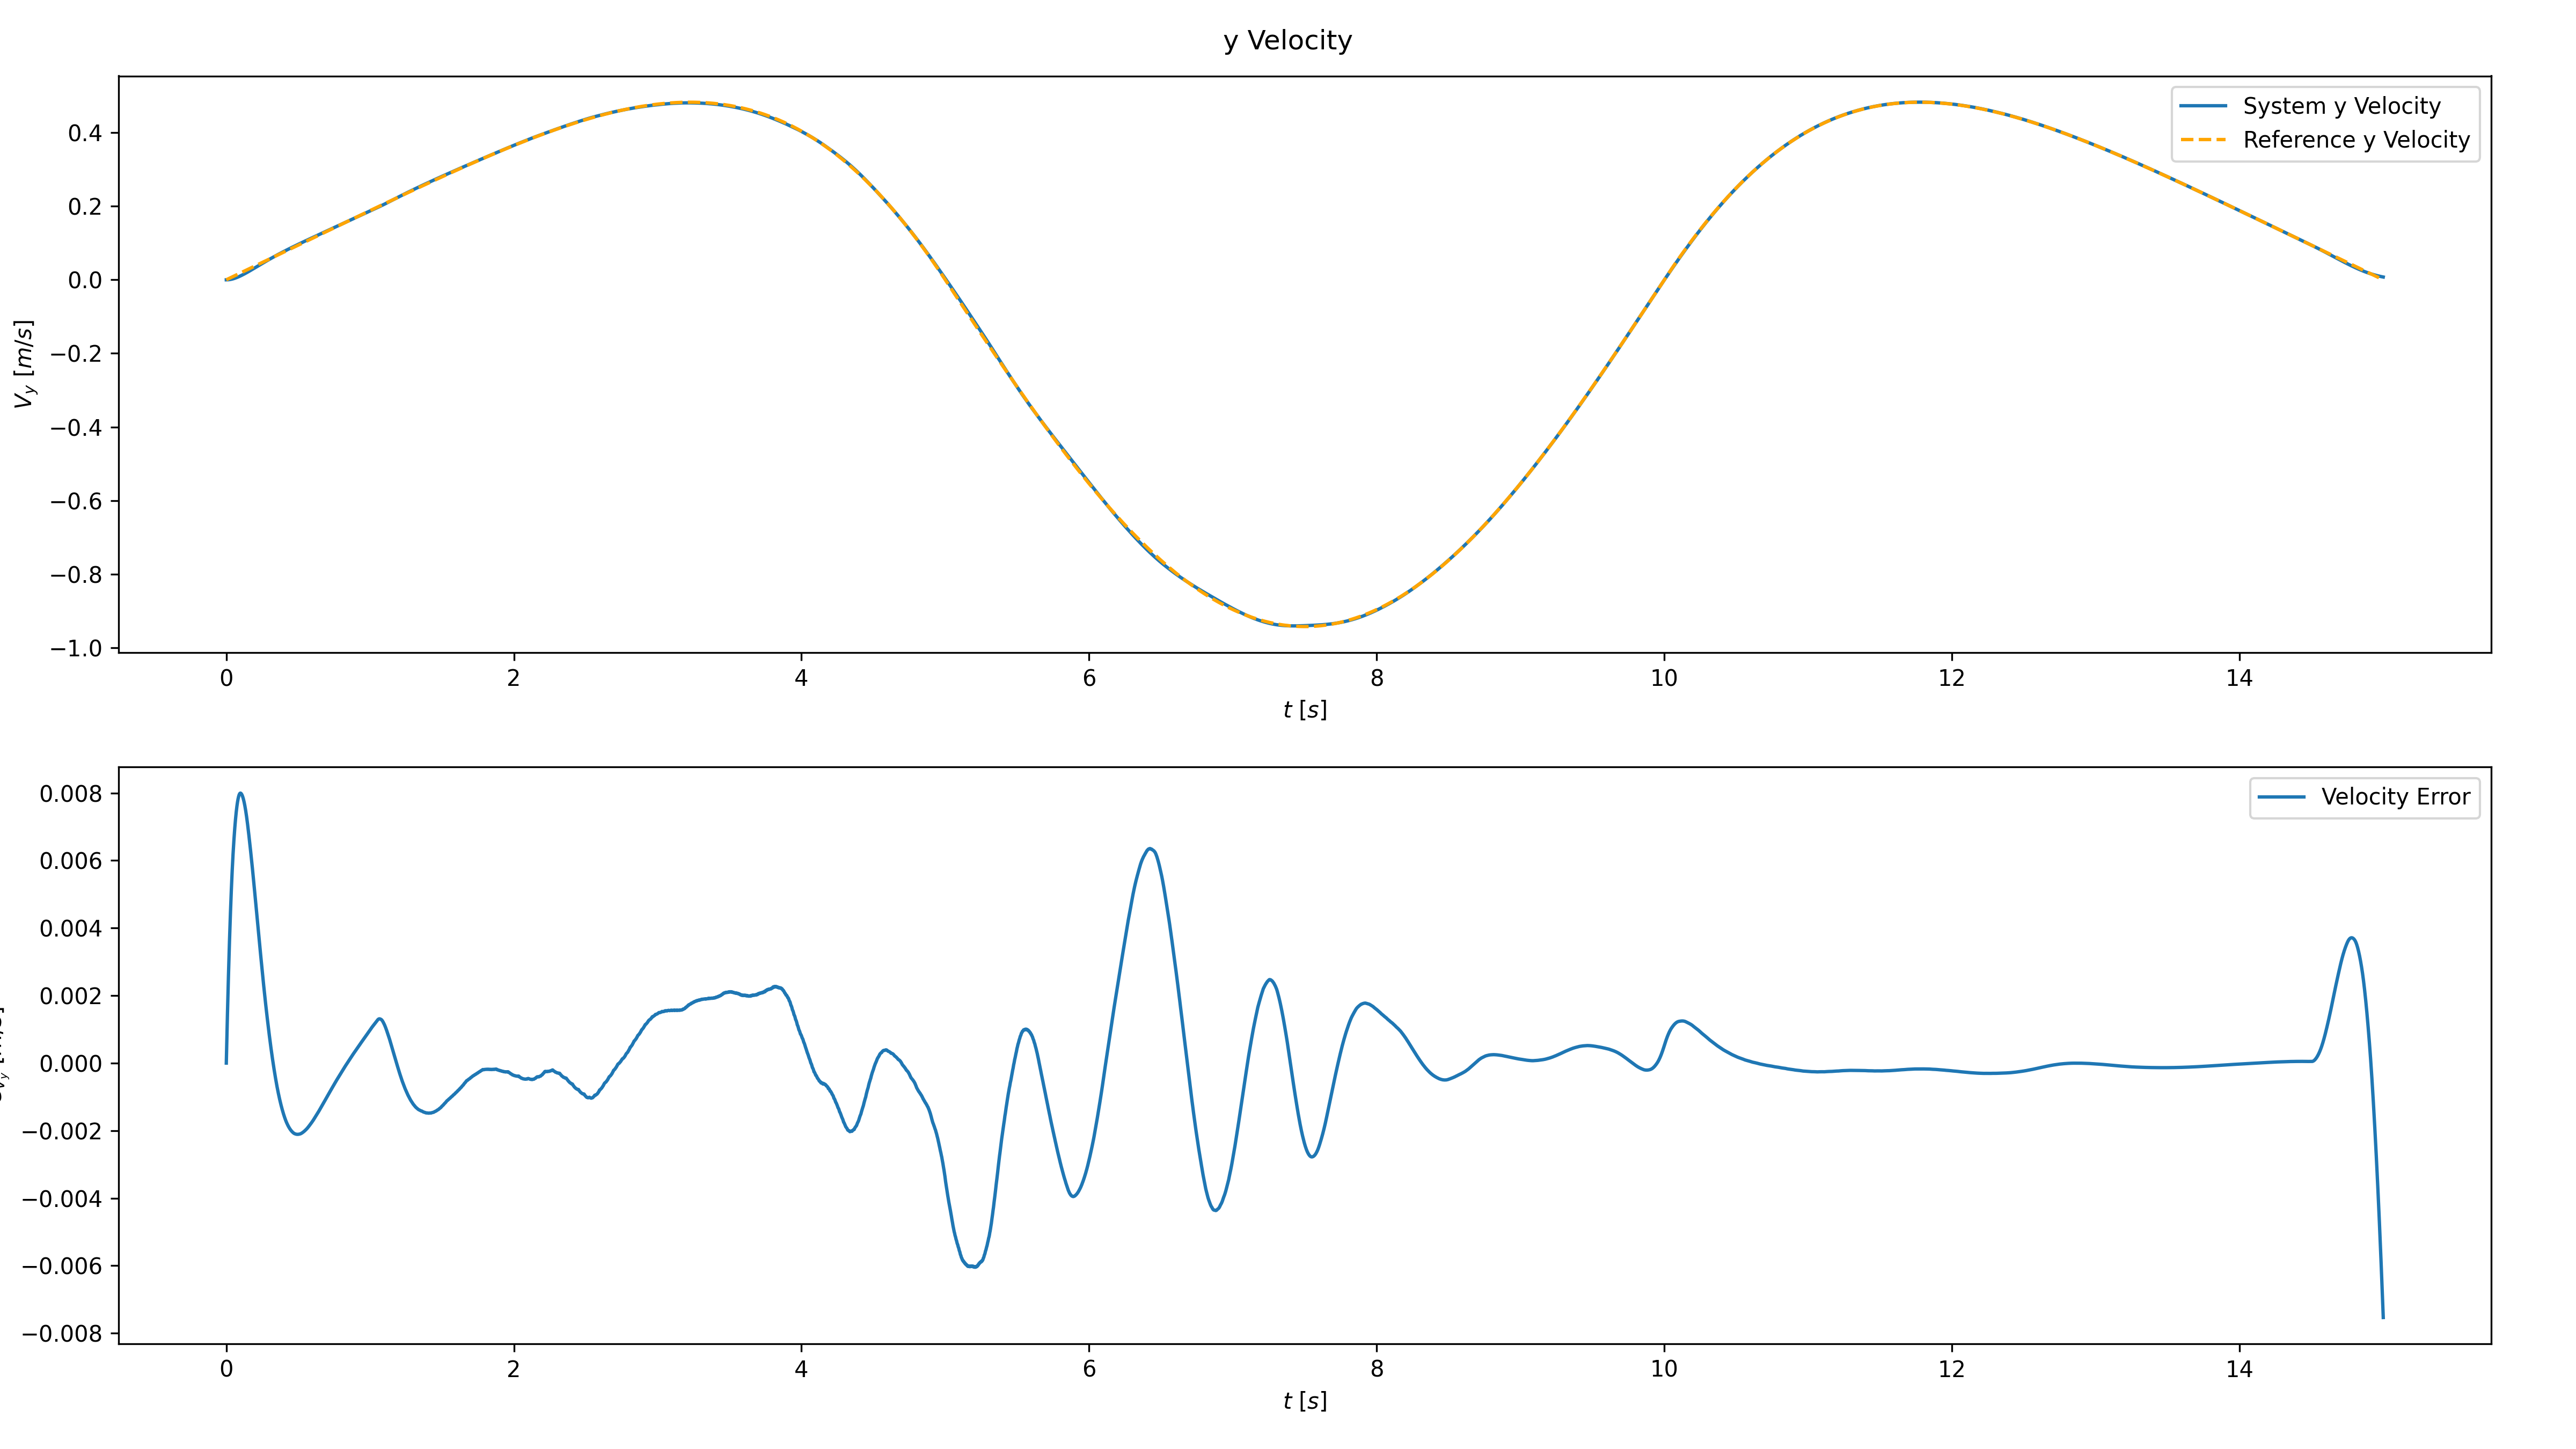 y Velocity
System y Velocity
Reference y Velocity
0.4
0.2
0.0
−0.2
−0.4
−0.6
−0.8
−1.0
V_y [m/s]
0 2 4 6 8 10 12 14
t [s]
Velocity Error
0.008
0.006
0.004
0.002
0.000
−0.002
−0.004
−0.006
−0.008
0 2 4 6 8 10 12 14
t [s]